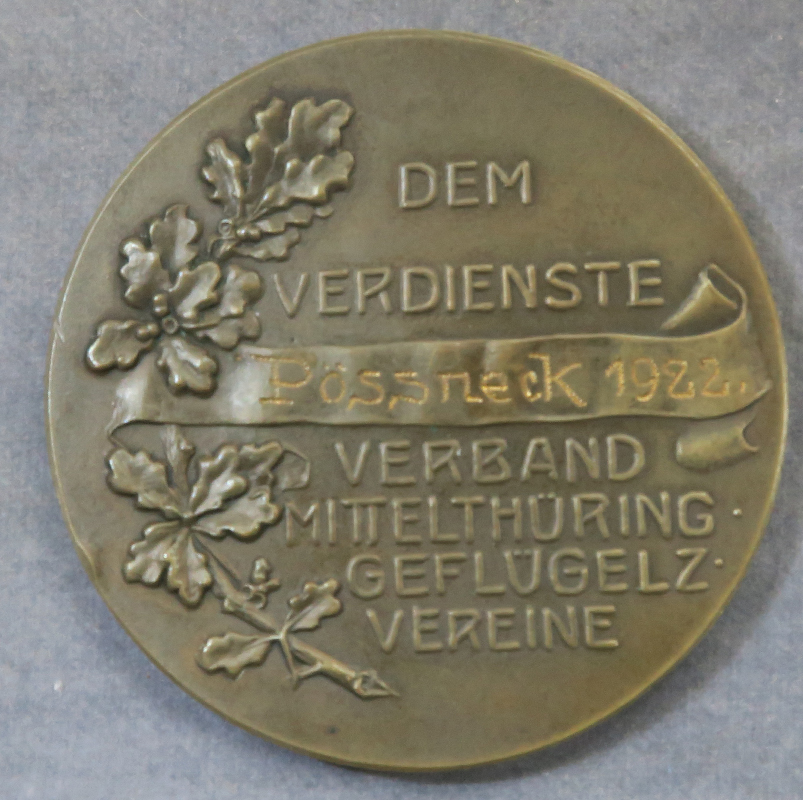 DEM
VERDIENSTE
Pössneck 1922.
VERBAND
MITTELTHÜRING·
GEFLÜGELZ·
VEREINE